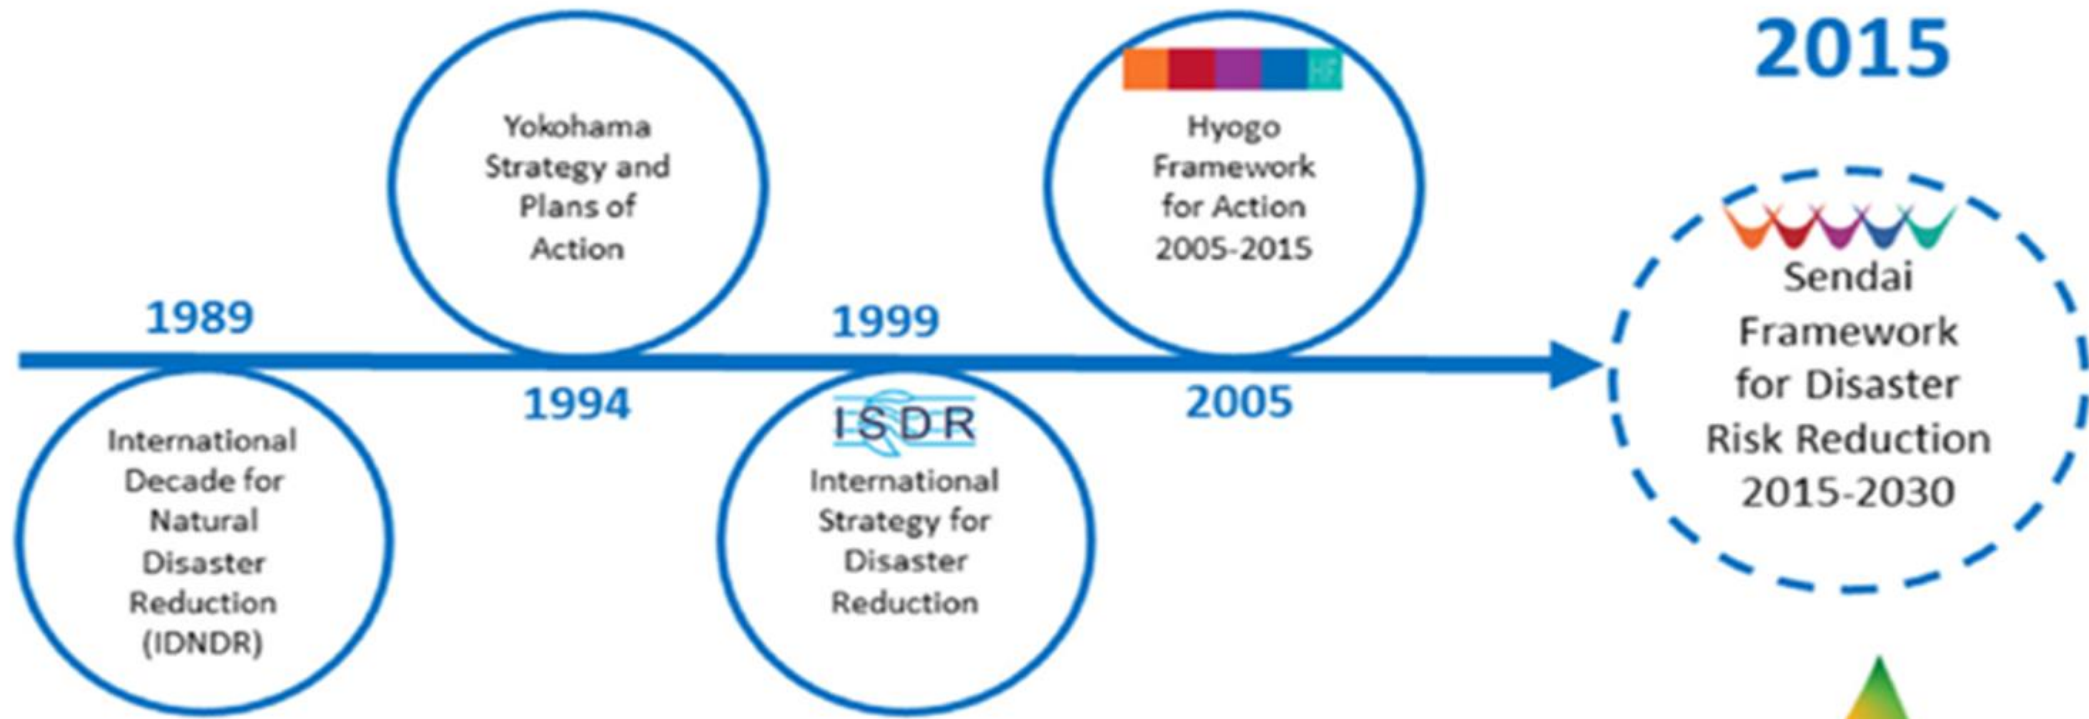 1989
International
Decade for
Natural
Disaster
Reduction
(IDNDR)
Yokohama
Strategy and
Plans of
Action
1994
1999
ISDR
International
Strategy for
Disaster
Reduction
HF
Hyogo
Framework
for Action
2005-2015
2005
2015
Sendai
Framework
for Disaster
Risk Reduction
2015-2030